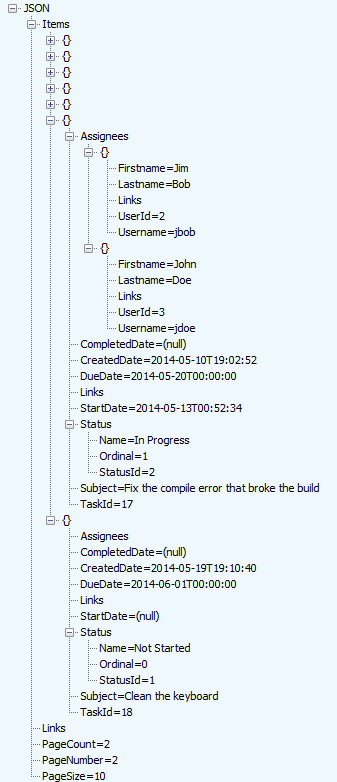 JSON
Items
{}
{}
{}
{}
{}
{}
Assignees
{}
Firstname=Jim
Lastname=Bob
Links
UserId=2
Username=jbob
{}
Firstname=John
Lastname=Doe
Links
UserId=3
Username=jdoe
CompletedDate=(null)
CreatedDate=2014-05-10T19:02:52
DueDate=2014-05-20T00:00:00
Links
StartDate=2014-05-13T00:52:34
Status
Name=In Progress
Ordinal=1
StatusId=2
Subject=Fix the compile error that broke the build
TaskId=17
{}
Assignees
CompletedDate=(null)
CreatedDate=2014-05-19T19:10:40
DueDate=2014-06-01T00:00:00
Links
StartDate=(null)
Status
Name=Not Started
Ordinal=0
StatusId=1
Subject=Clean the keyboard
TaskId=18
Links
PageCount=2
PageNumber=2
PageSize=10